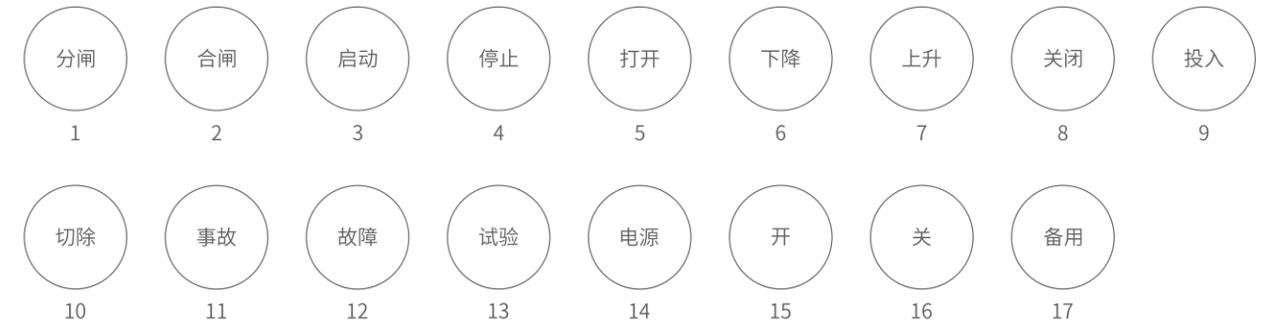 分闸 合闸 启动 停止 打开 下降 上升 关闭 投入
1 2 3 4 5 6 7 8 9
切除 事故 故障 试验 电源 开 关 备用
10 11 12 13 14 15 16 17